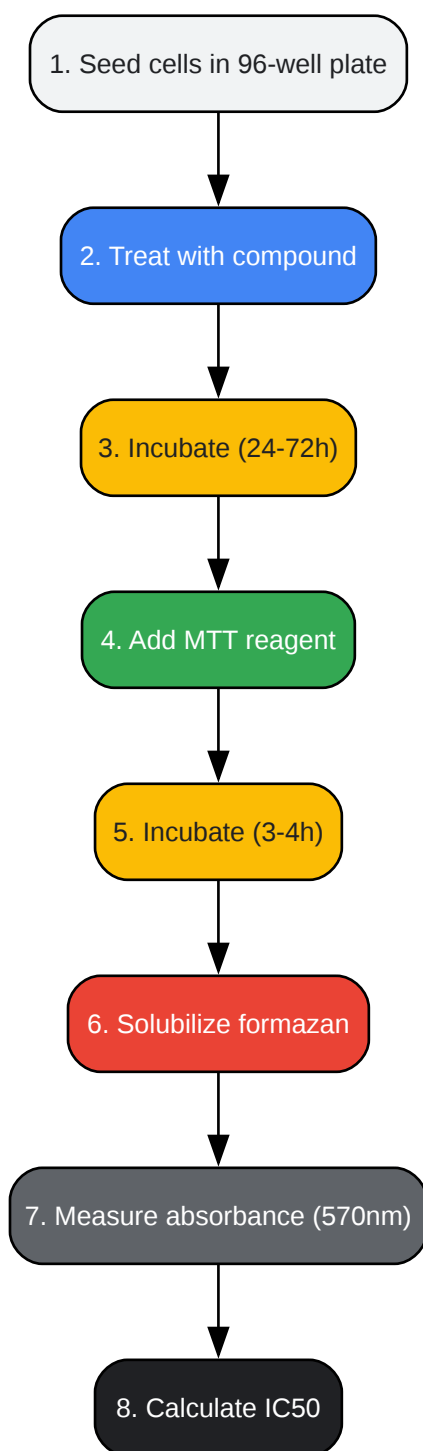 1. Seed cells in 96-well plate
2. Treat with compound
3. Incubate (24-72h)
4. Add MTT reagent
5. Incubate (3-4h)
6. Solubilize formazan
7. Measure absorbance (570nm)
8. Calculate IC50